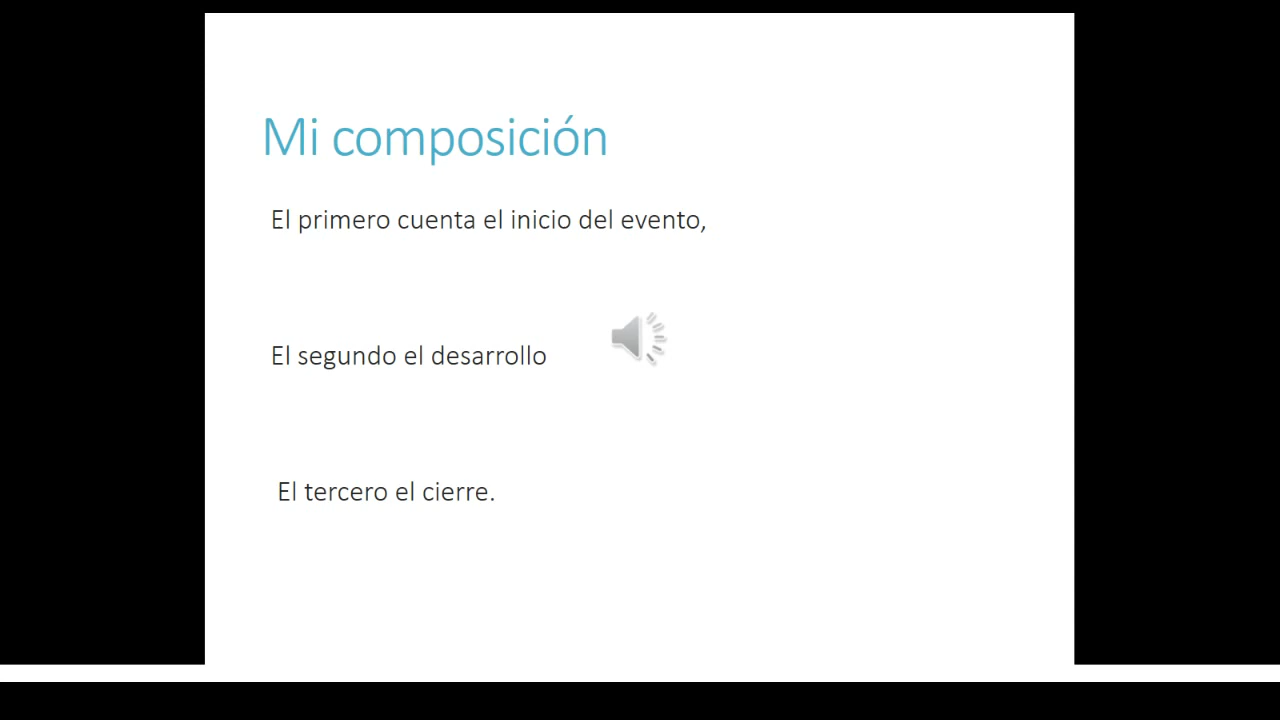 Mi composición
El primero cuenta el inicio del evento,
El segundo el desarrollo
El tercero el cierre.